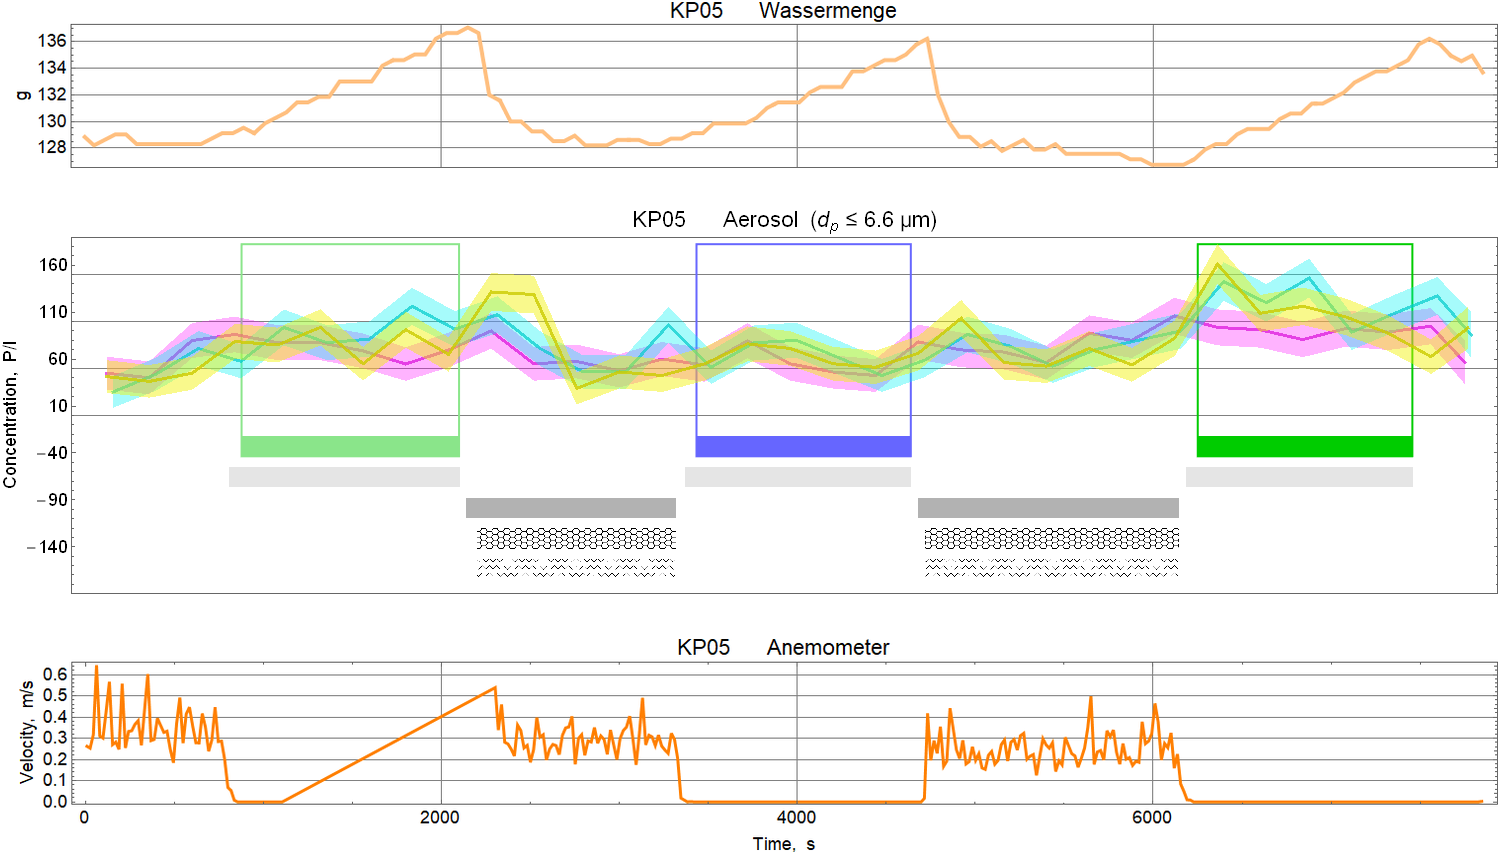 KP05 Wassermenge
136
134
132
130
128
g
KP05 Aerosol (dp ≤ 6.6 µm)
160
110
60
10
−40
−90
−140
Concentration, P/l
KP05 Anemometer
0.6
0.5
0.4
0.3
0.2
0.1
0.0
Velocity, m/s
0 2000 4000 6000
Time, s